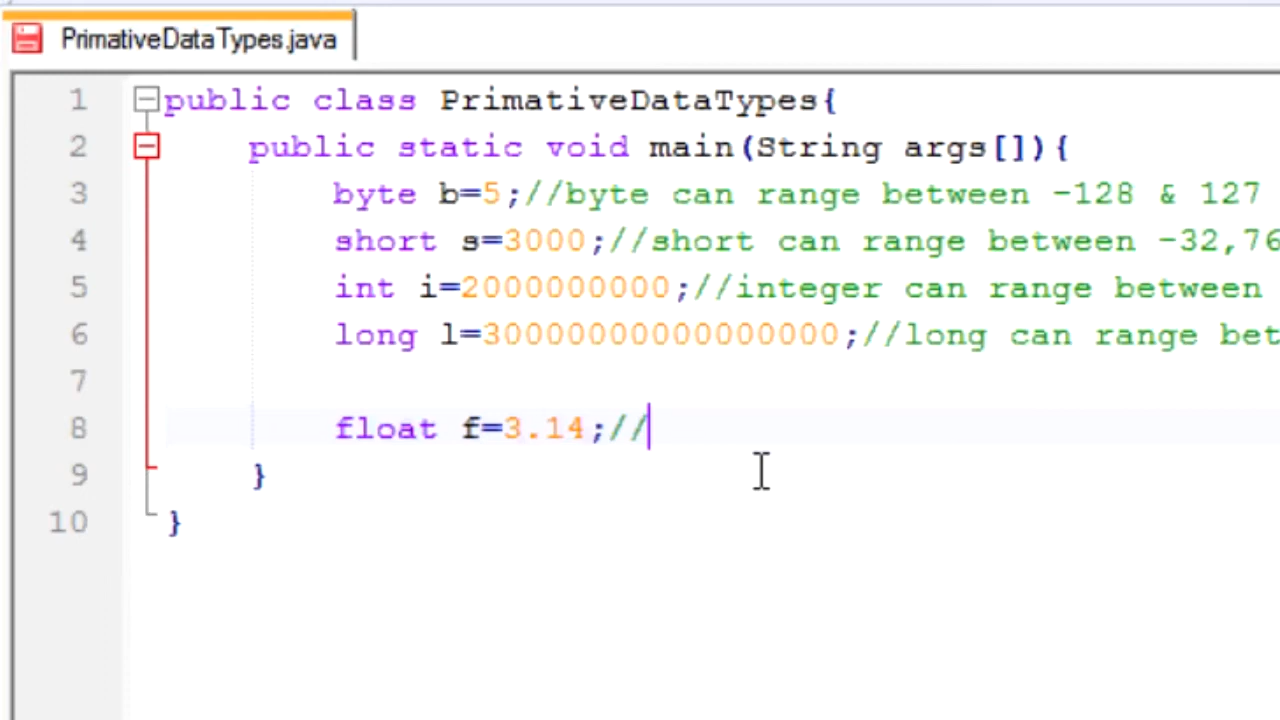 PrimativeDataTypes.java
1 public class PrimativeDataTypes{
2 public static void main(String args[]){
3 byte b=5;//byte can range between -128 & 127
4 short s=3000;//short can range between -32,76
5 int i=2000000000;//integer can range between
6 long l=30000000000000000;//long can range bet
7
8 float f=3.14;//
9 }
10 }